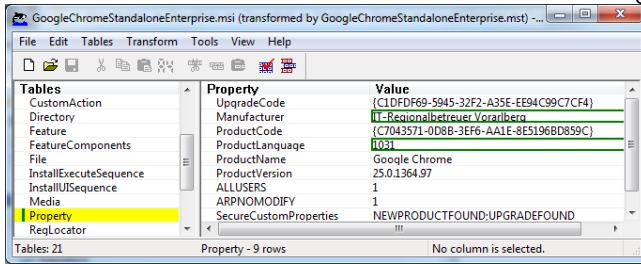 GoogleChromeStandaloneEnterprise.msi (transformed by GoogleChromeStandaloneEnterprise.mst) -...
File Edit Tables Transform Tools View Help
Tables Property Value
CustomAction UpgradeCode {C1DFDF69-5945-32F2-A35E-EE94C99C7CF4}
Directory Manufacturer IT-Regionalbetreuer Vorarlberg
Feature ProductCode {C7043571-0D8B-3EF6-AA1E-8E5196BD859C}
FeatureComponents ProductLanguage 1031
File ProductName Google Chrome
InstallExecuteSequence ProductVersion 25.0.1364.97
InstallUISequence ALLUSERS 1
Media ARPNOMODIFY 1
Property SecureCustomProperties NEWPRODUCTFOUND;UPGRADEFOUND
ReqLocator
Tables: 21 Property - 9 rows No column is selected.